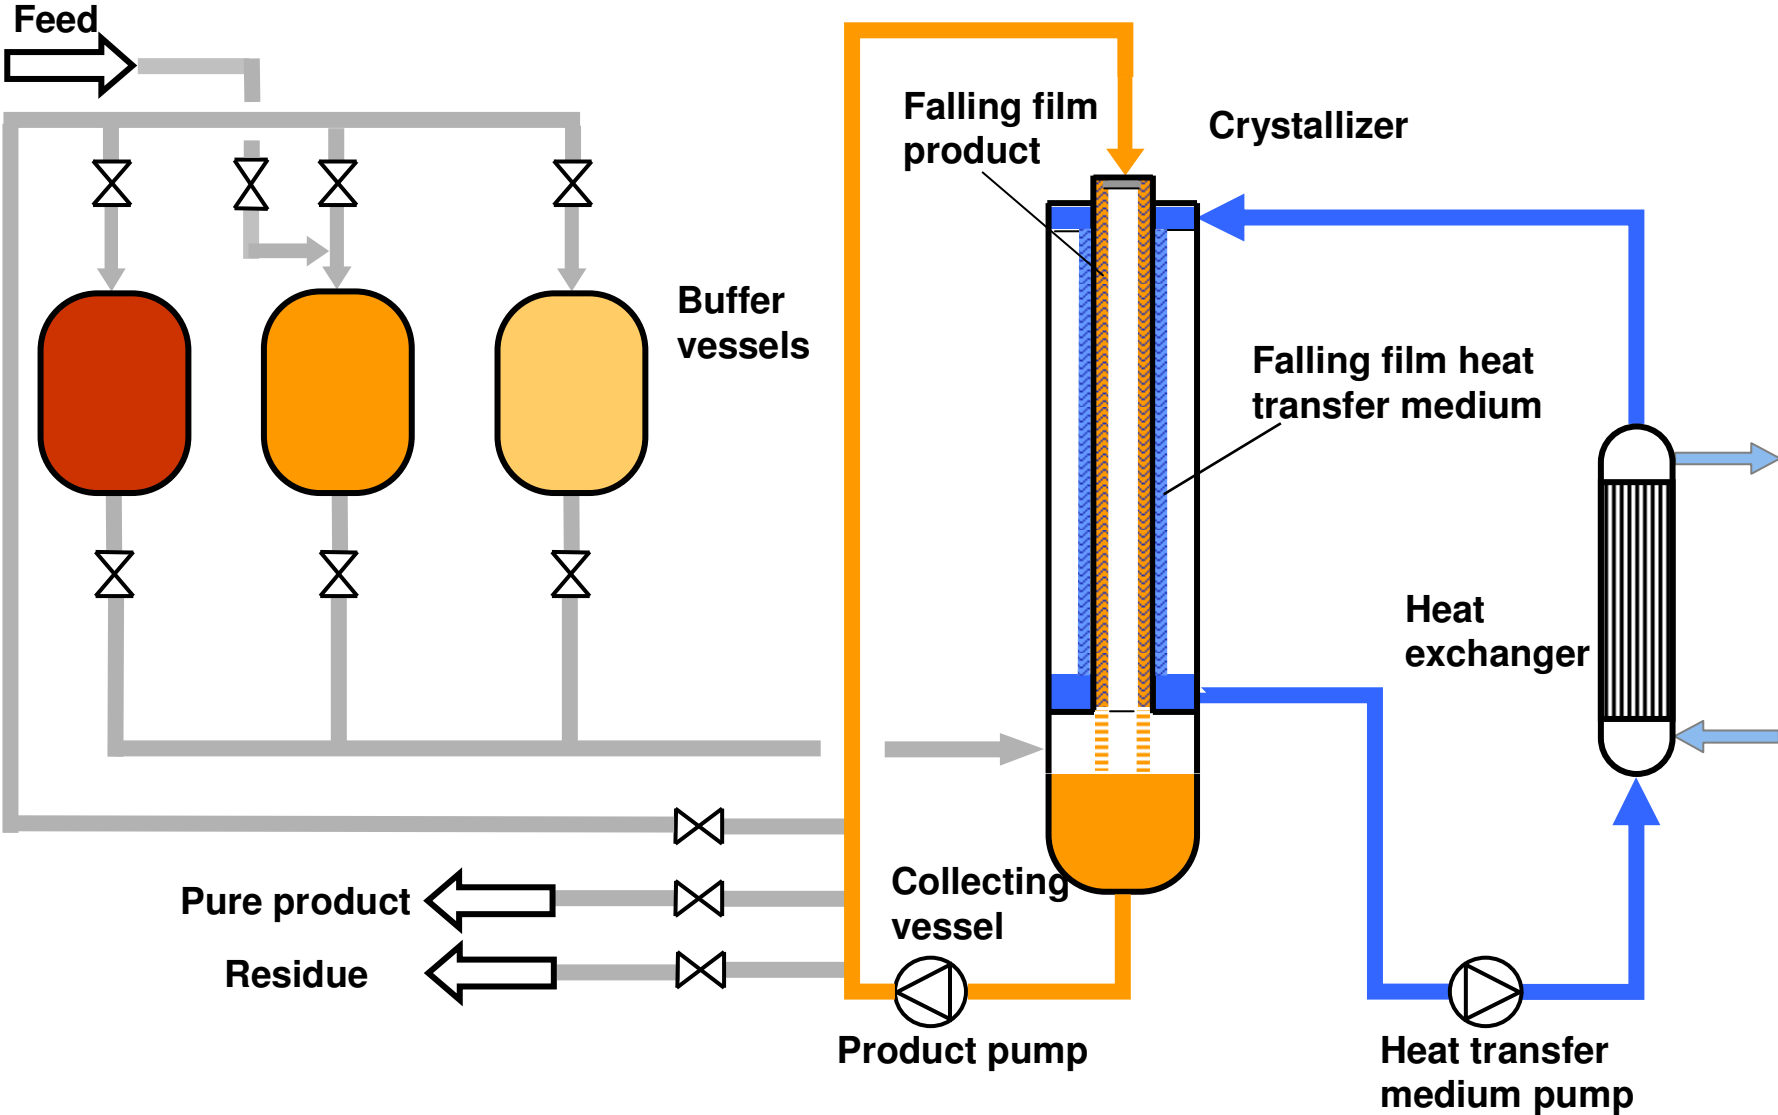 Feed
Falling film
product
Crystallizer
Buffer
vessels
Falling film heat
transfer medium
Heat
exchanger
Collecting
vessel
Pure product
Residue
Product pump
Heat transfer
medium pump